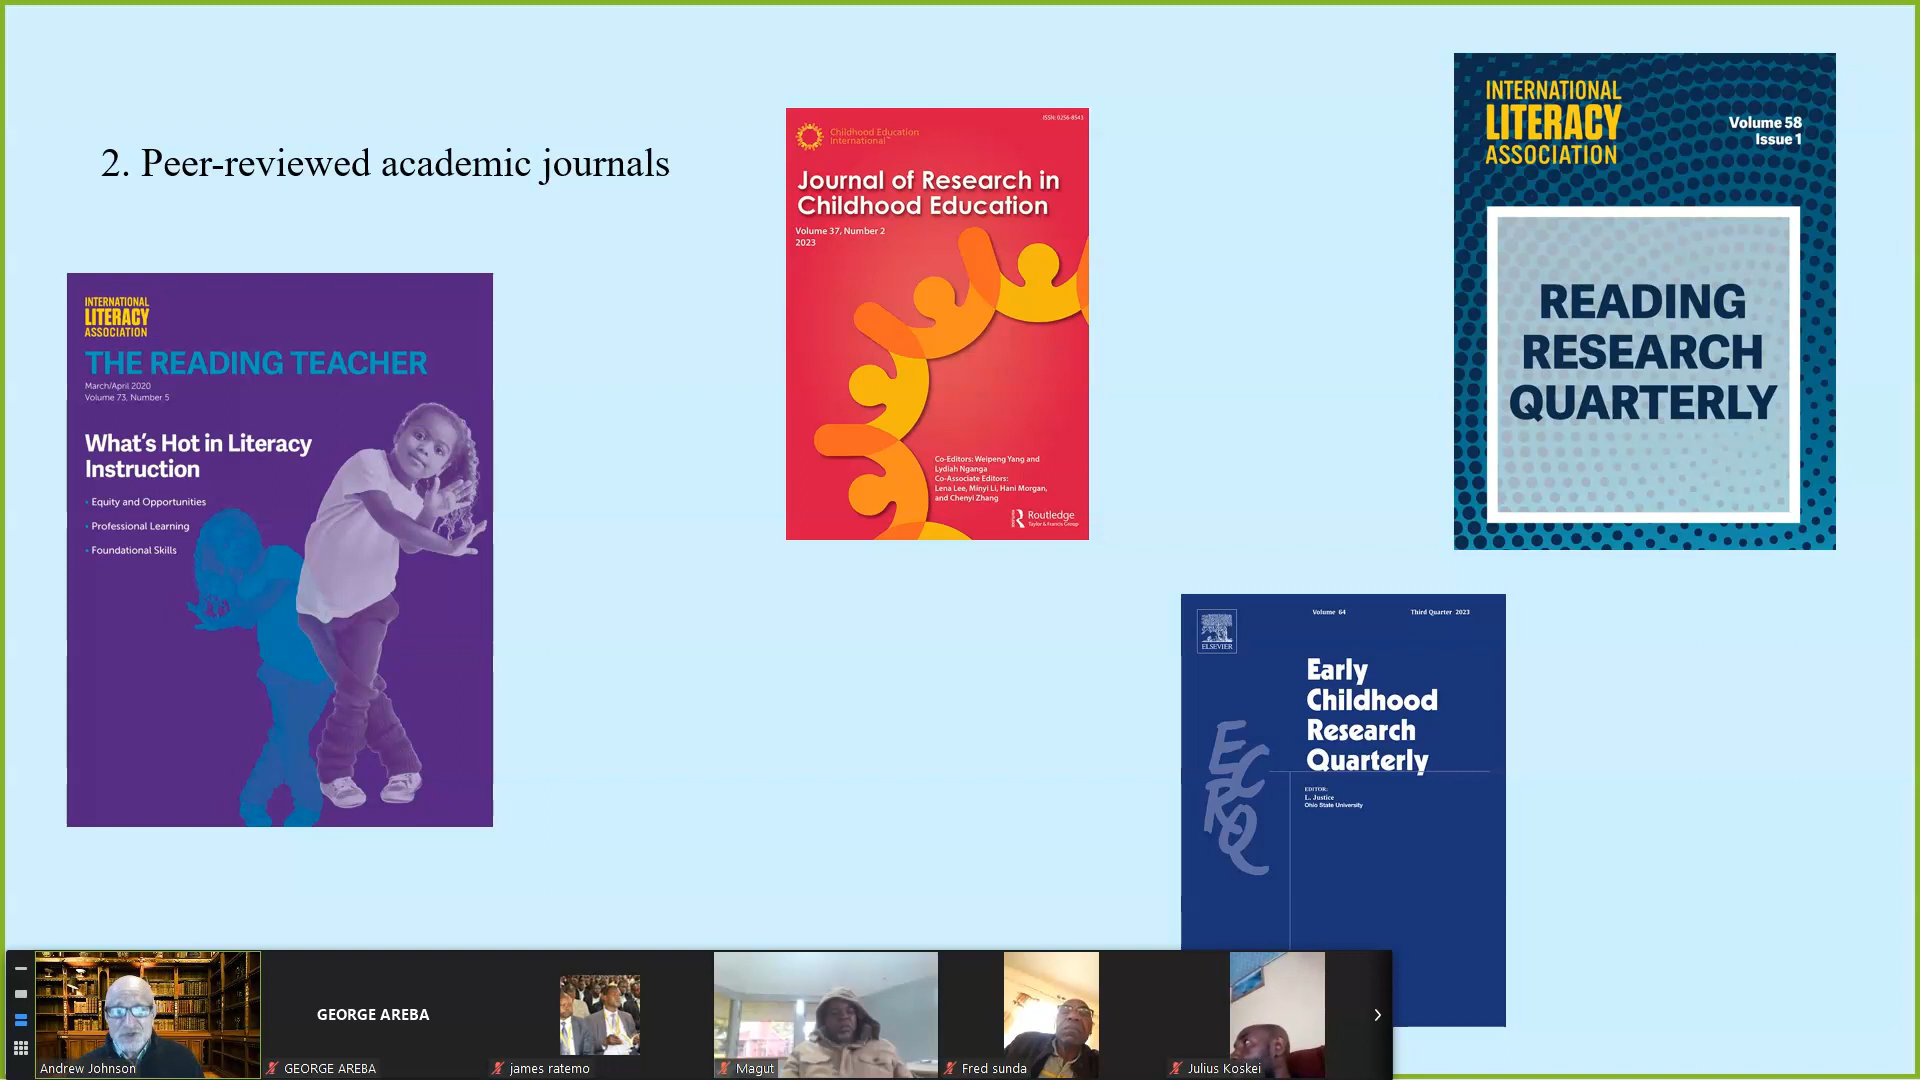 2. Peer-reviewed academic journals
INTERNATIONAL
LITERACY
ASSOCIATION
THE READING TEACHER
March/April 2020
Volume 73, Number 5
What's Hot in Literacy
Instruction
• Equity and Opportunities
• Professional Learning
• Foundational Skills
ISSN: 0256-8543
Childhood Education
International
Journal of Research in
Childhood Education
Volume 37, Number 2
2023
Co-Editors: Weipeng Yang and
Lydiah Nganga
Co-Associate Editors:
Lena Lee, Minyi Li, Hani Morgan,
and Chenyi Zhang
Routledge
Taylor & Francis Group
INTERNATIONAL
LITERACY
ASSOCIATION
Volume 58
Issue 1
READING
RESEARCH
QUARTERLY
ELSEVIER
Volume 64
Third Quarter 2023
Early
Childhood
Research
Quarterly
ECRQ
EDITOR:
L. Justice
Ohio State University
Andrew Johnson
GEORGE AREBA
GEORGE AREBA
james ratemo
Magut
Fred sunda
Julius Koskei